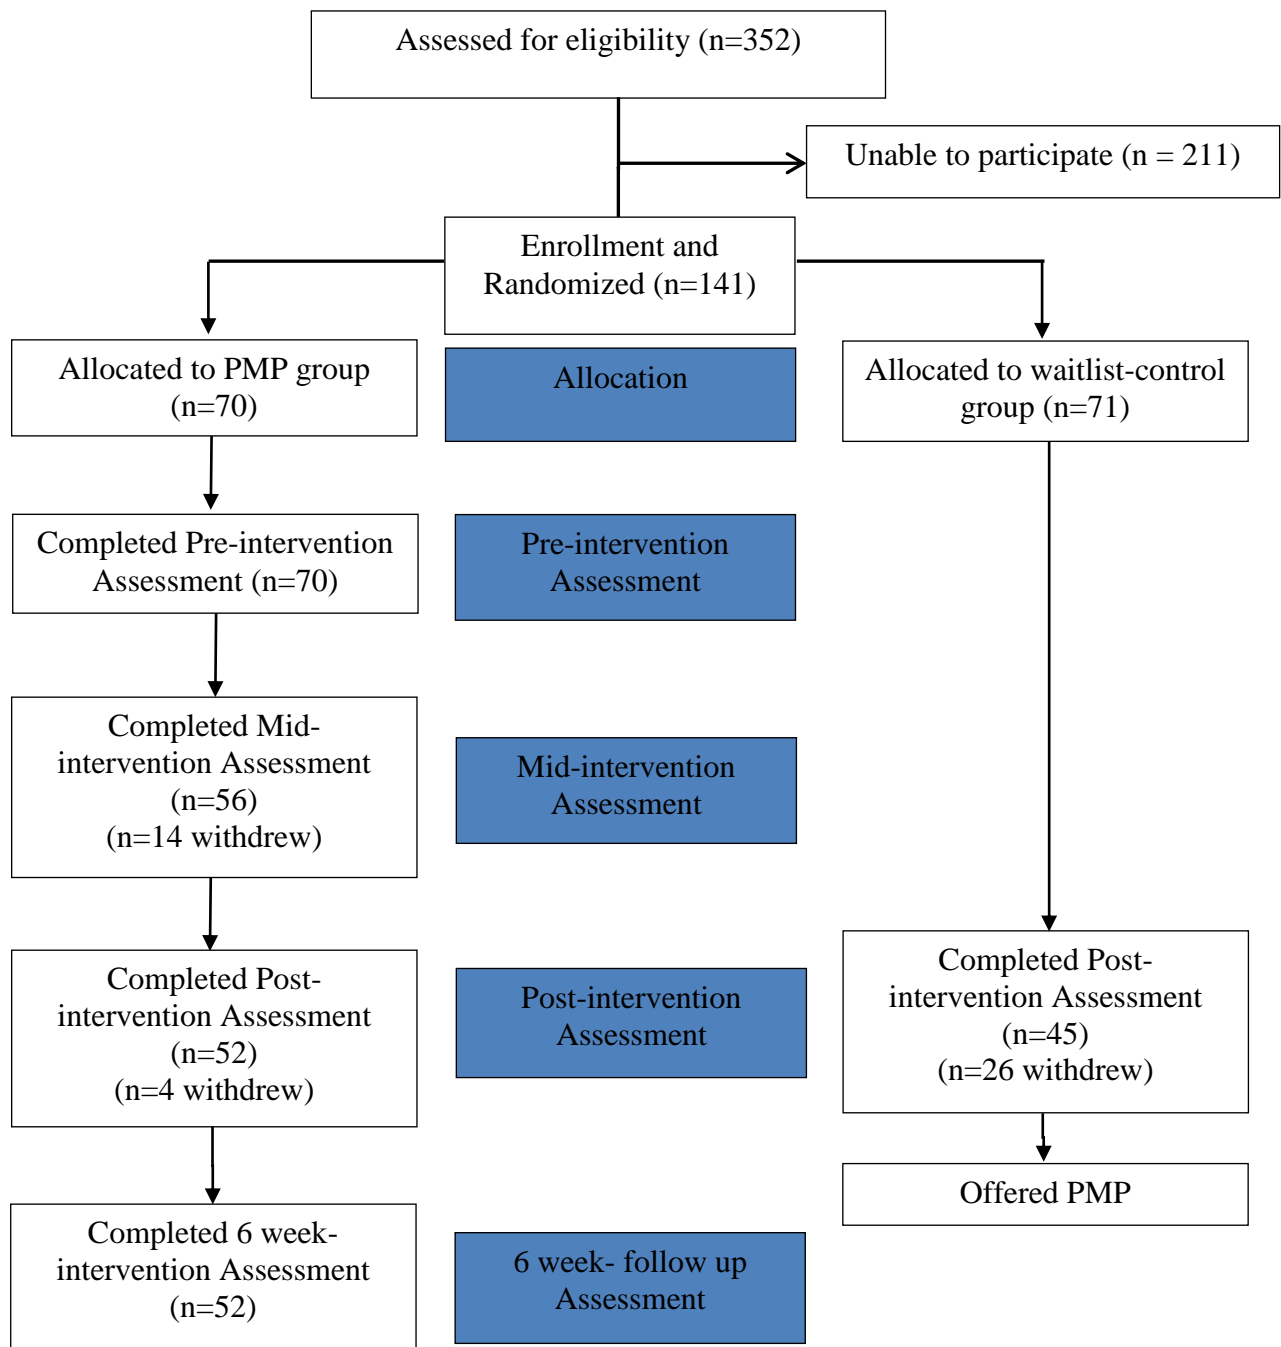 Assessed for eligibility (n=352)
Unable to participate (n = 211)
Enrollment and
Randomized (n=141)
Allocated to PMP group
(n=70)
Allocation
Allocated to waitlist-control
group (n=71)
Completed Pre-intervention
Assessment (n=70)
Pre-intervention
Assessment
Completed Mid-
intervention Assessment
(n=56)
(n=14 withdrew)
Mid-intervention
Assessment
Completed Post-
intervention Assessment
(n=52)
(n=4 withdrew)
Post-intervention
Assessment
Completed Post-
intervention Assessment
(n=45)
(n=26 withdrew)
Offered PMP
Completed 6 week-
intervention Assessment
(n=52)
6 week- follow up
Assessment